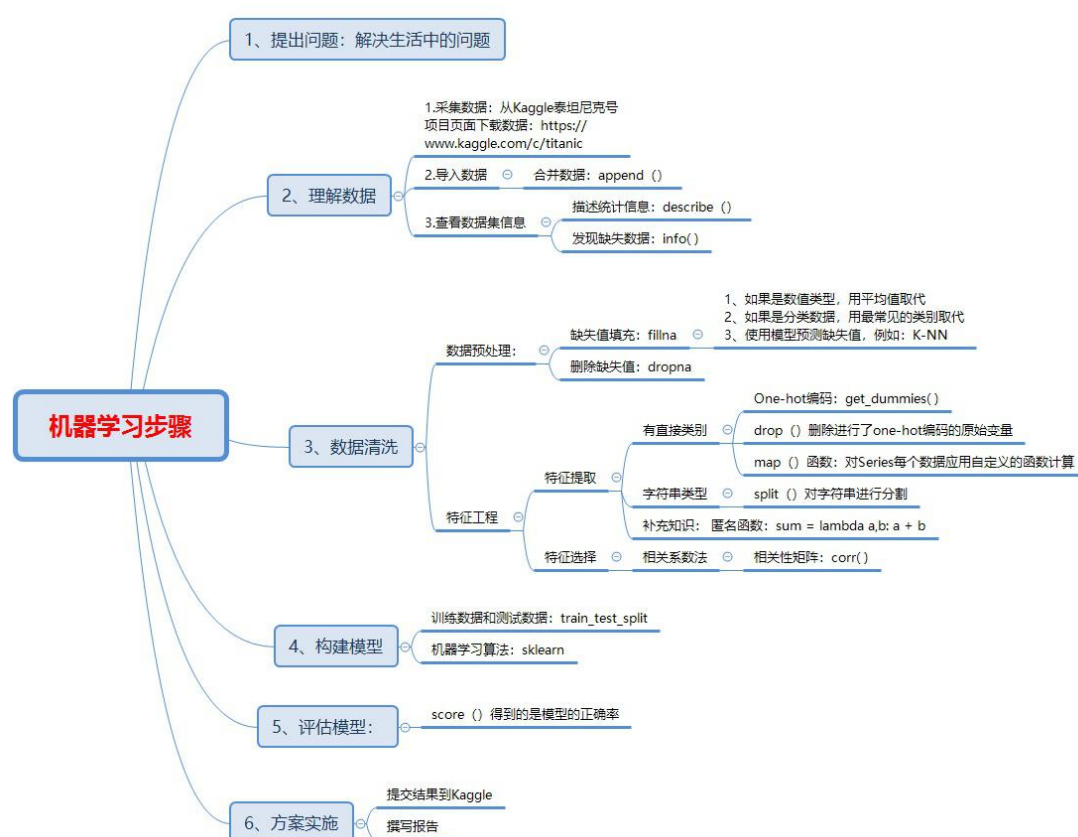 1、提出问题：解决生活中的问题
1.采集数据：从Kaggle泰坦尼克号
项目页面下载数据：https://
www.kaggle.com/c/titanic
2、理解数据
2.导入数据
合并数据：append（）
3.查看数据集信息
描述统计信息：describe（）
发现缺失数据：info()
机器学习步骤
3、数据清洗
数据预处理：
缺失值填充：fillna
1、如果是数值类型，用平均值取代
2、如果是分类数据，用最常见的类别取代
3、使用模型预测缺失值，例如：K-NN
删除缺失值：dropna
特征工程
特征提取
有直接类别
One-hot编码：get_dummies()
drop（）删除进行了one-hot编码的原始变量
map（）函数：对Series每个数据应用自定义的函数计算
字符串类型
split（）对字符串进行分割
补充知识： 匿名函数：sum = lambda a,b: a + b
特征选择
相关系数法
相关性矩阵：corr()
4、构建模型
训练数据和测试数据：train_test_split
机器学习算法：sklearn
5、评估模型：
score（）得到的是模型的正确率
6、方案实施
提交结果到Kaggle
撰写报告